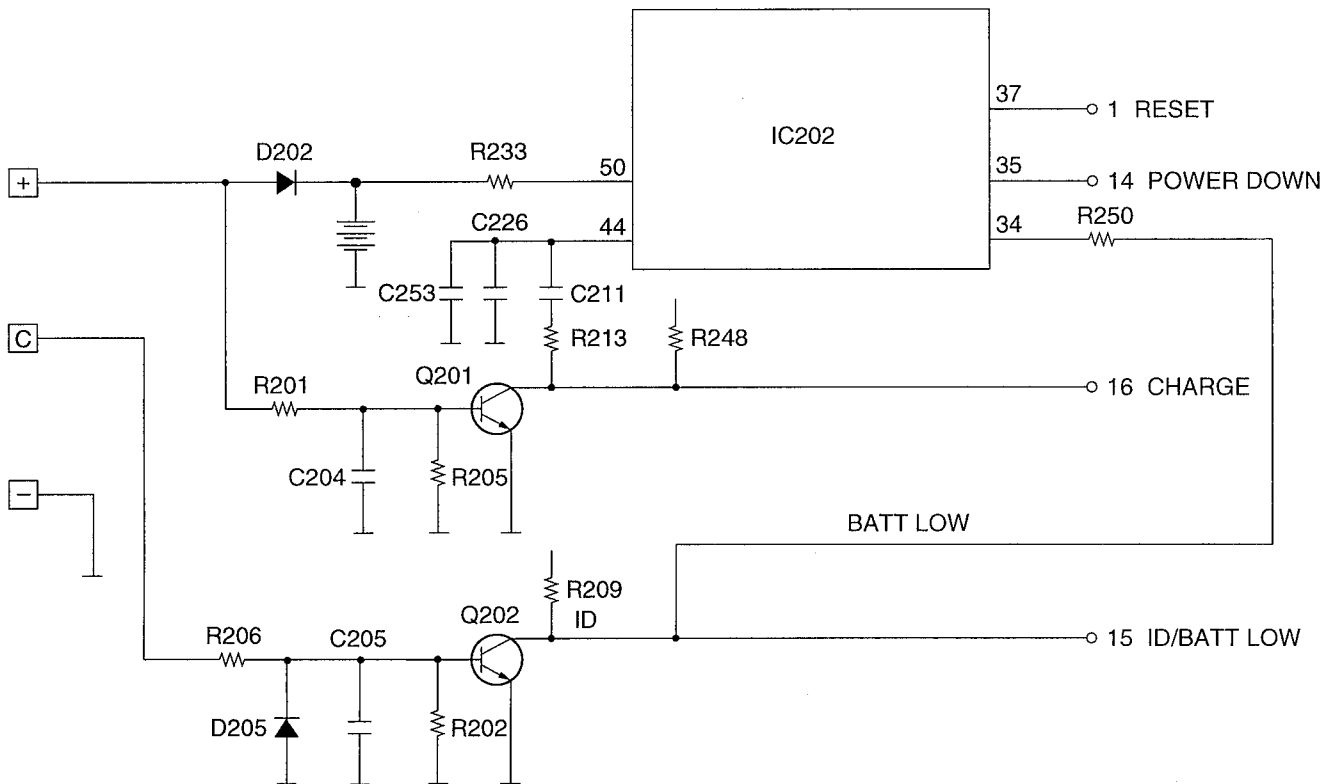 37
1 RESET
IC202
D202
R233
50
35
14 POWER DOWN
+
C226
44
34
R250
C253
C211
C
R213
R248
Q201
R201
16 CHARGE
C204
R205
−
BATT LOW
R209
Q202
ID
R206
C205
15 ID/BATT LOW
D205
R202